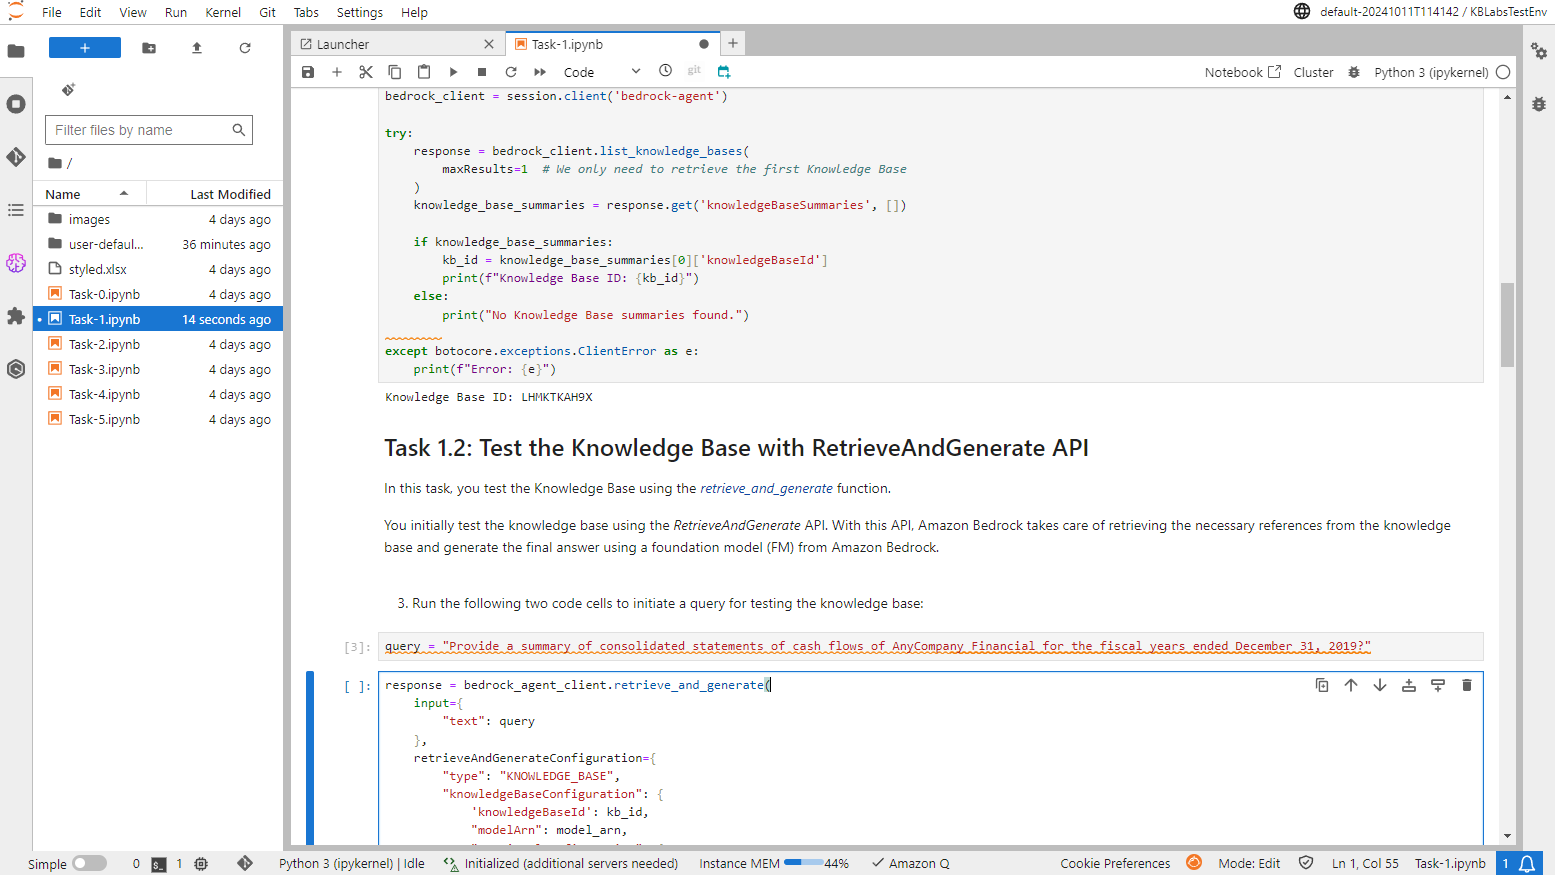 File Edit View Run Kernel Git Tabs Settings Help
default-20241011T114142 / KBLabsTestEnv
Launcher
Task-1.ipynb
Code
git
Notebook
Cluster
Python 3 (ipykernel)
Filter files by name
/
Name Last Modified
images 4 days ago
user-defaul... 36 minutes ago
styled.xlsx 4 days ago
Task-0.ipynb 4 days ago
Task-1.ipynb 14 seconds ago
Task-2.ipynb 4 days ago
Task-3.ipynb 4 days ago
Task-4.ipynb 4 days ago
Task-5.ipynb 4 days ago
bedrock_client = session.client('bedrock-agent')
try:
response = bedrock_client.list_knowledge_bases(
maxResults=1 # We only need to retrieve the first Knowledge Base
)
knowledge_base_summaries = response.get('knowledgeBaseSummaries', [])
if knowledge_base_summaries:
kb_id = knowledge_base_summaries[0]['knowledgeBaseId']
print(f"Knowledge Base ID: {kb_id}")
else:
print("No Knowledge Base summaries found.")
except botocore.exceptions.ClientError as e:
print(f"Error: {e}")
Knowledge Base ID: LHMKTKAH9X
Task 1.2: Test the Knowledge Base with RetrieveAndGenerate API
In this task, you test the Knowledge Base using the retrieve_and_generate function.
You initially test the knowledge base using the RetrieveAndGenerate API. With this API, Amazon Bedrock takes care of retrieving the necessary references from the knowledge
base and generate the final answer using a foundation model (FM) from Amazon Bedrock.
3. Run the following two code cells to initiate a query for testing the knowledge base:
[3]: query = "Provide a summary of consolidated statements of cash flows of AnyCompany Financial for the fiscal years ended December 31, 2019?"
[ ]: response = bedrock_agent_client.retrieve_and_generate(
input={
"text": query
},
retrieveAndGenerateConfiguration={
"type": "KNOWLEDGE_BASE",
"knowledgeBaseConfiguration": {
'knowledgeBaseId': kb_id,
"modelArn": model_arn,
Simple 0 1 Python 3 (ipykernel) | Idle Initialized (additional servers needed) Instance MEM 44% Amazon Q Cookie Preferences Mode: Edit Ln 1, Col 55 Task-1.ipynb 1